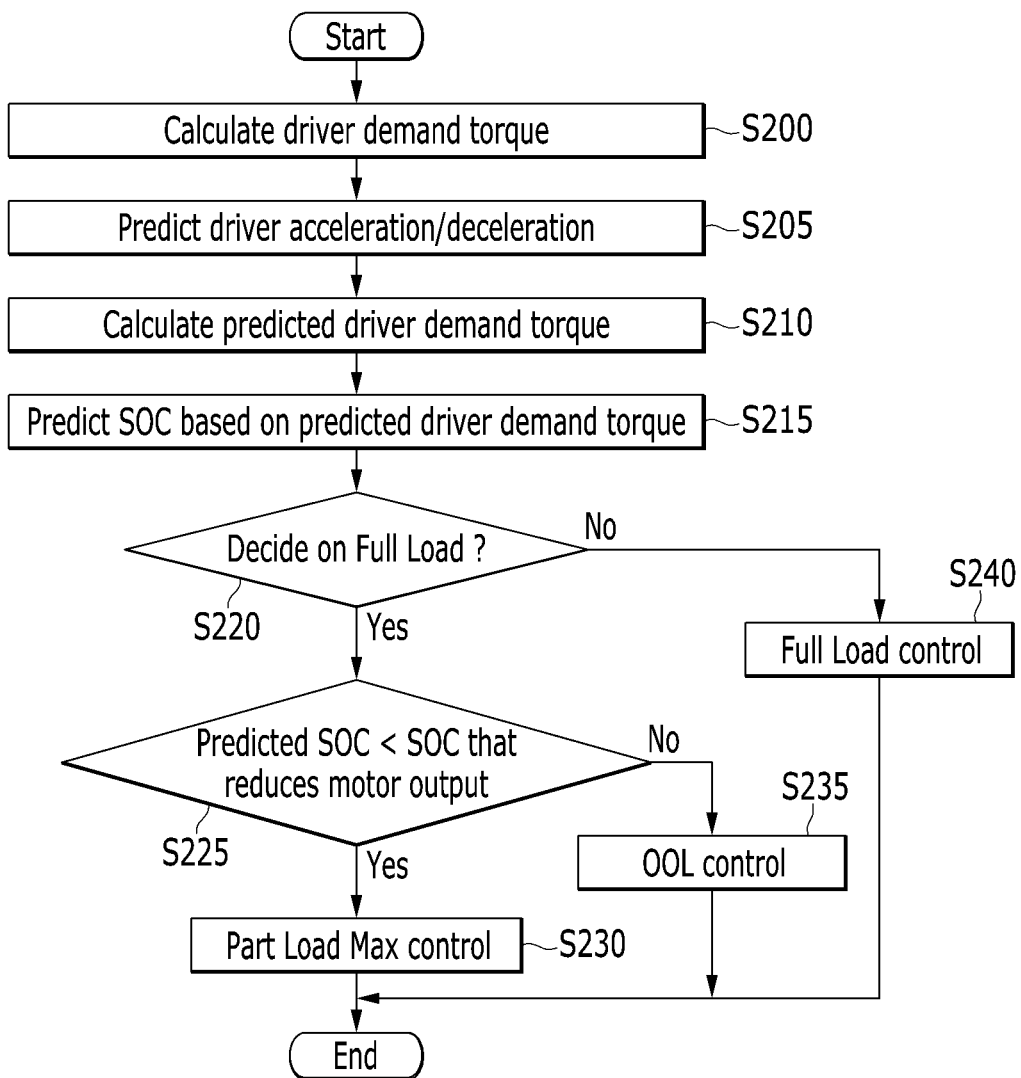 Start
Calculate driver demand torque
S200
Predict driver acceleration/deceleration
S205
Calculate predicted driver demand torque
S210
Predict SOC based on predicted driver demand torque
S215
Decide on Full Load ?
No
S220
Yes
S240
Full Load control
Predicted SOC < SOC that
reduces motor output
No
S225
Yes
S235
OOL control
Part Load Max control
S230
End